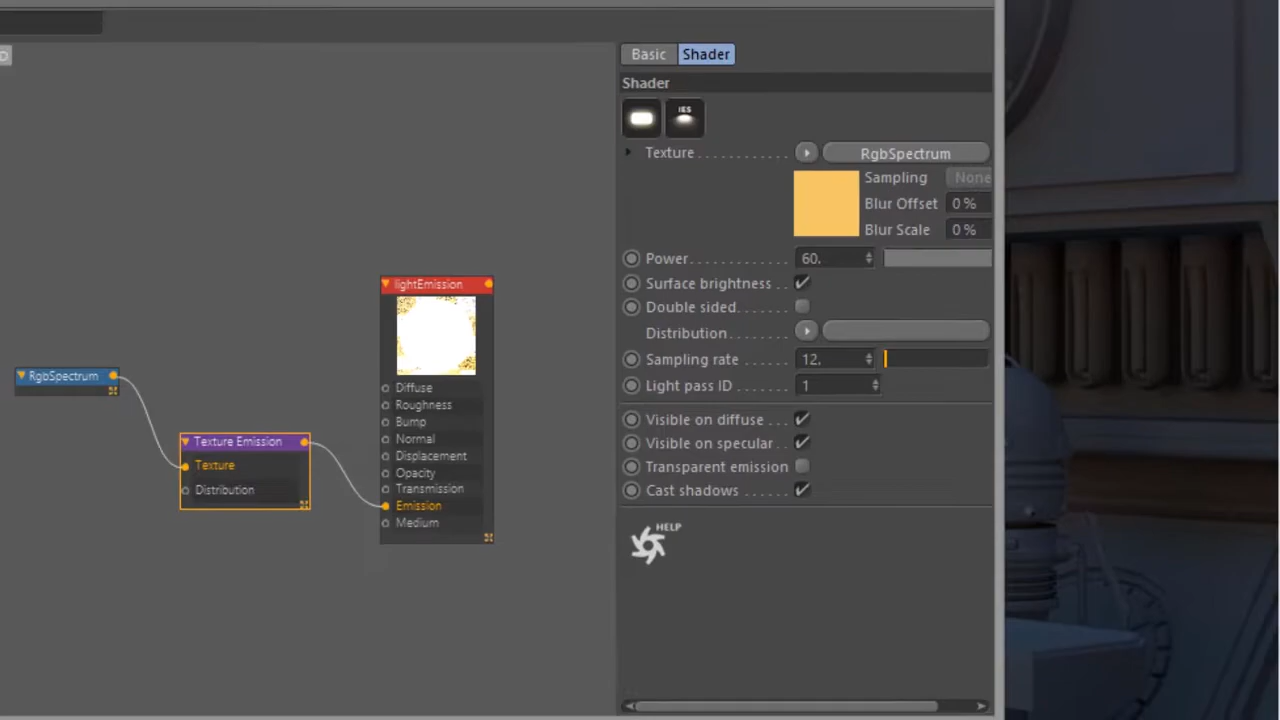 D
Basic Shader
Shader
IES
Texture RgbSpectrum
Sampling None
Blur Offset 0 %
Blur Scale 0 %
Power 60.
Surface brightness
Double sided
Distribution
Sampling rate 12.
Light pass ID 1
Visible on diffuse
Visible on specular
Transparent emission
Cast shadows
HELP
RgbSpectrum
Texture Emission
Texture
Distribution
lightEmission
Diffuse
Roughness
Bump
Normal
Displacement
Opacity
Transmission
Emission
Medium